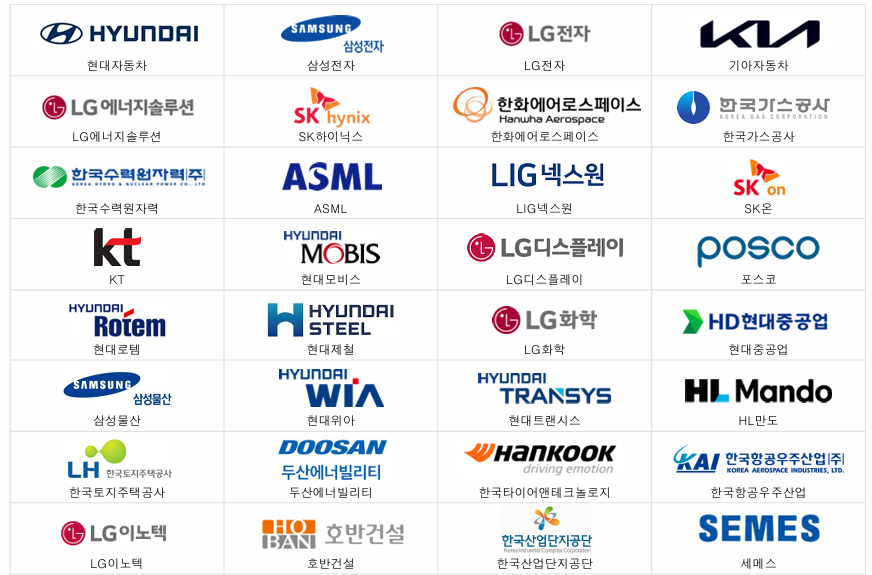 HYUNDAI
현대자동차
SAMSUNG
삼성전자
삼성전자
LG전자
LG전자
KIA
기아자동차
LG에너지솔루션
LG에너지솔루션
SK hynix
SK하이닉스
한화에어로스페이스
Hanwha Aerospace
한화에어로스페이스
한국가스공사
KOREA GAS CORPORATION
한국가스공사
한국수력원자력(주)
KOREA HYDRO & NUCLEAR POWER CO., LTD
한국수력원자력
ASML
ASML
LIG넥스원
LIG넥스원
SK on
SK온
kt
KT
HYUNDAI
MOBIS
현대모비스
LG디스플레이
LG디스플레이
posco
포스코
HYUNDAI
Rotem
현대로템
HYUNDAI
STEEL
현대제철
LG화학
LG화학
HD현대중공업
현대중공업
SAMSUNG
삼성물산
삼성물산
HYUNDAI
WIA
현대위아
HYUNDAI
TRANSYS
현대트랜시스
HL Mando
HL만도
LH 한국토지주택공사
한국토지주택공사
DOOSAN
두산에너빌리티
두산에너빌리티
HANKOOK
driving emotion
한국타이어앤테크놀로지
KAI 한국항공우주산업(주)
KOREA AEROSPACE INDUSTRIES, LTD.
한국항공우주산업
LG이노텍
LG이노텍
HOBAN 호반건설
호반건설
한국산업단지공단
Korea Industrial Complex Corporation
한국산업단지공단
SEMES
세메스